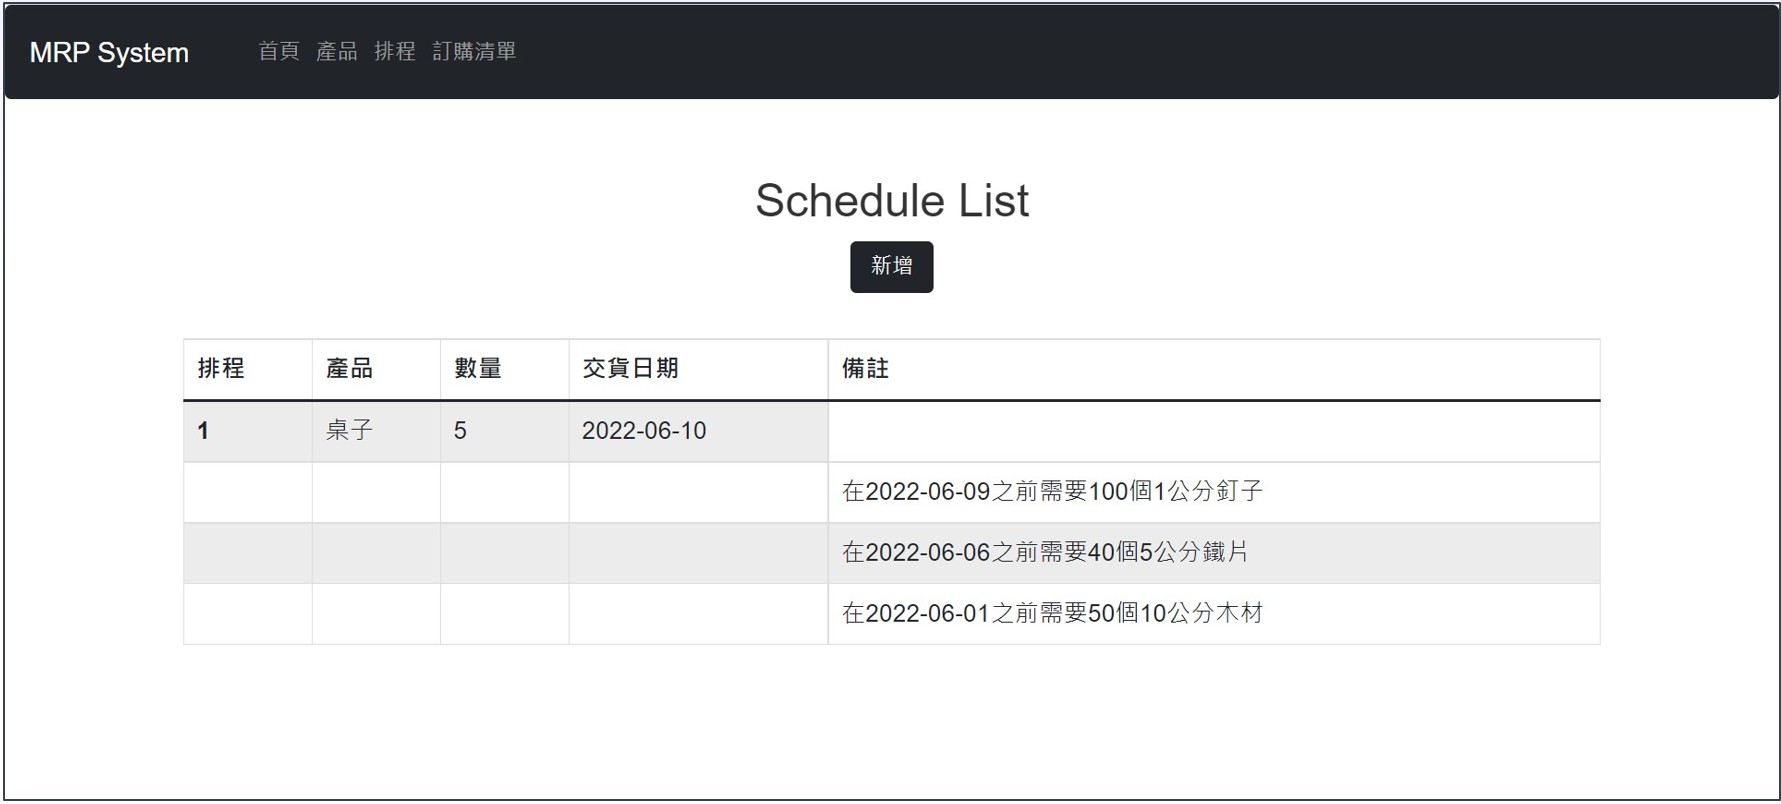 MRP System 首頁 產品 排程 訂購清單
Schedule List
新增
排程 產品 數量 交貨日期 備註
1 桌子 5 2022-06-10
在2022-06-09之前需要100個1公分釘子
在2022-06-06之前需要40個5公分鐵片
在2022-06-01之前需要50個10公分木材